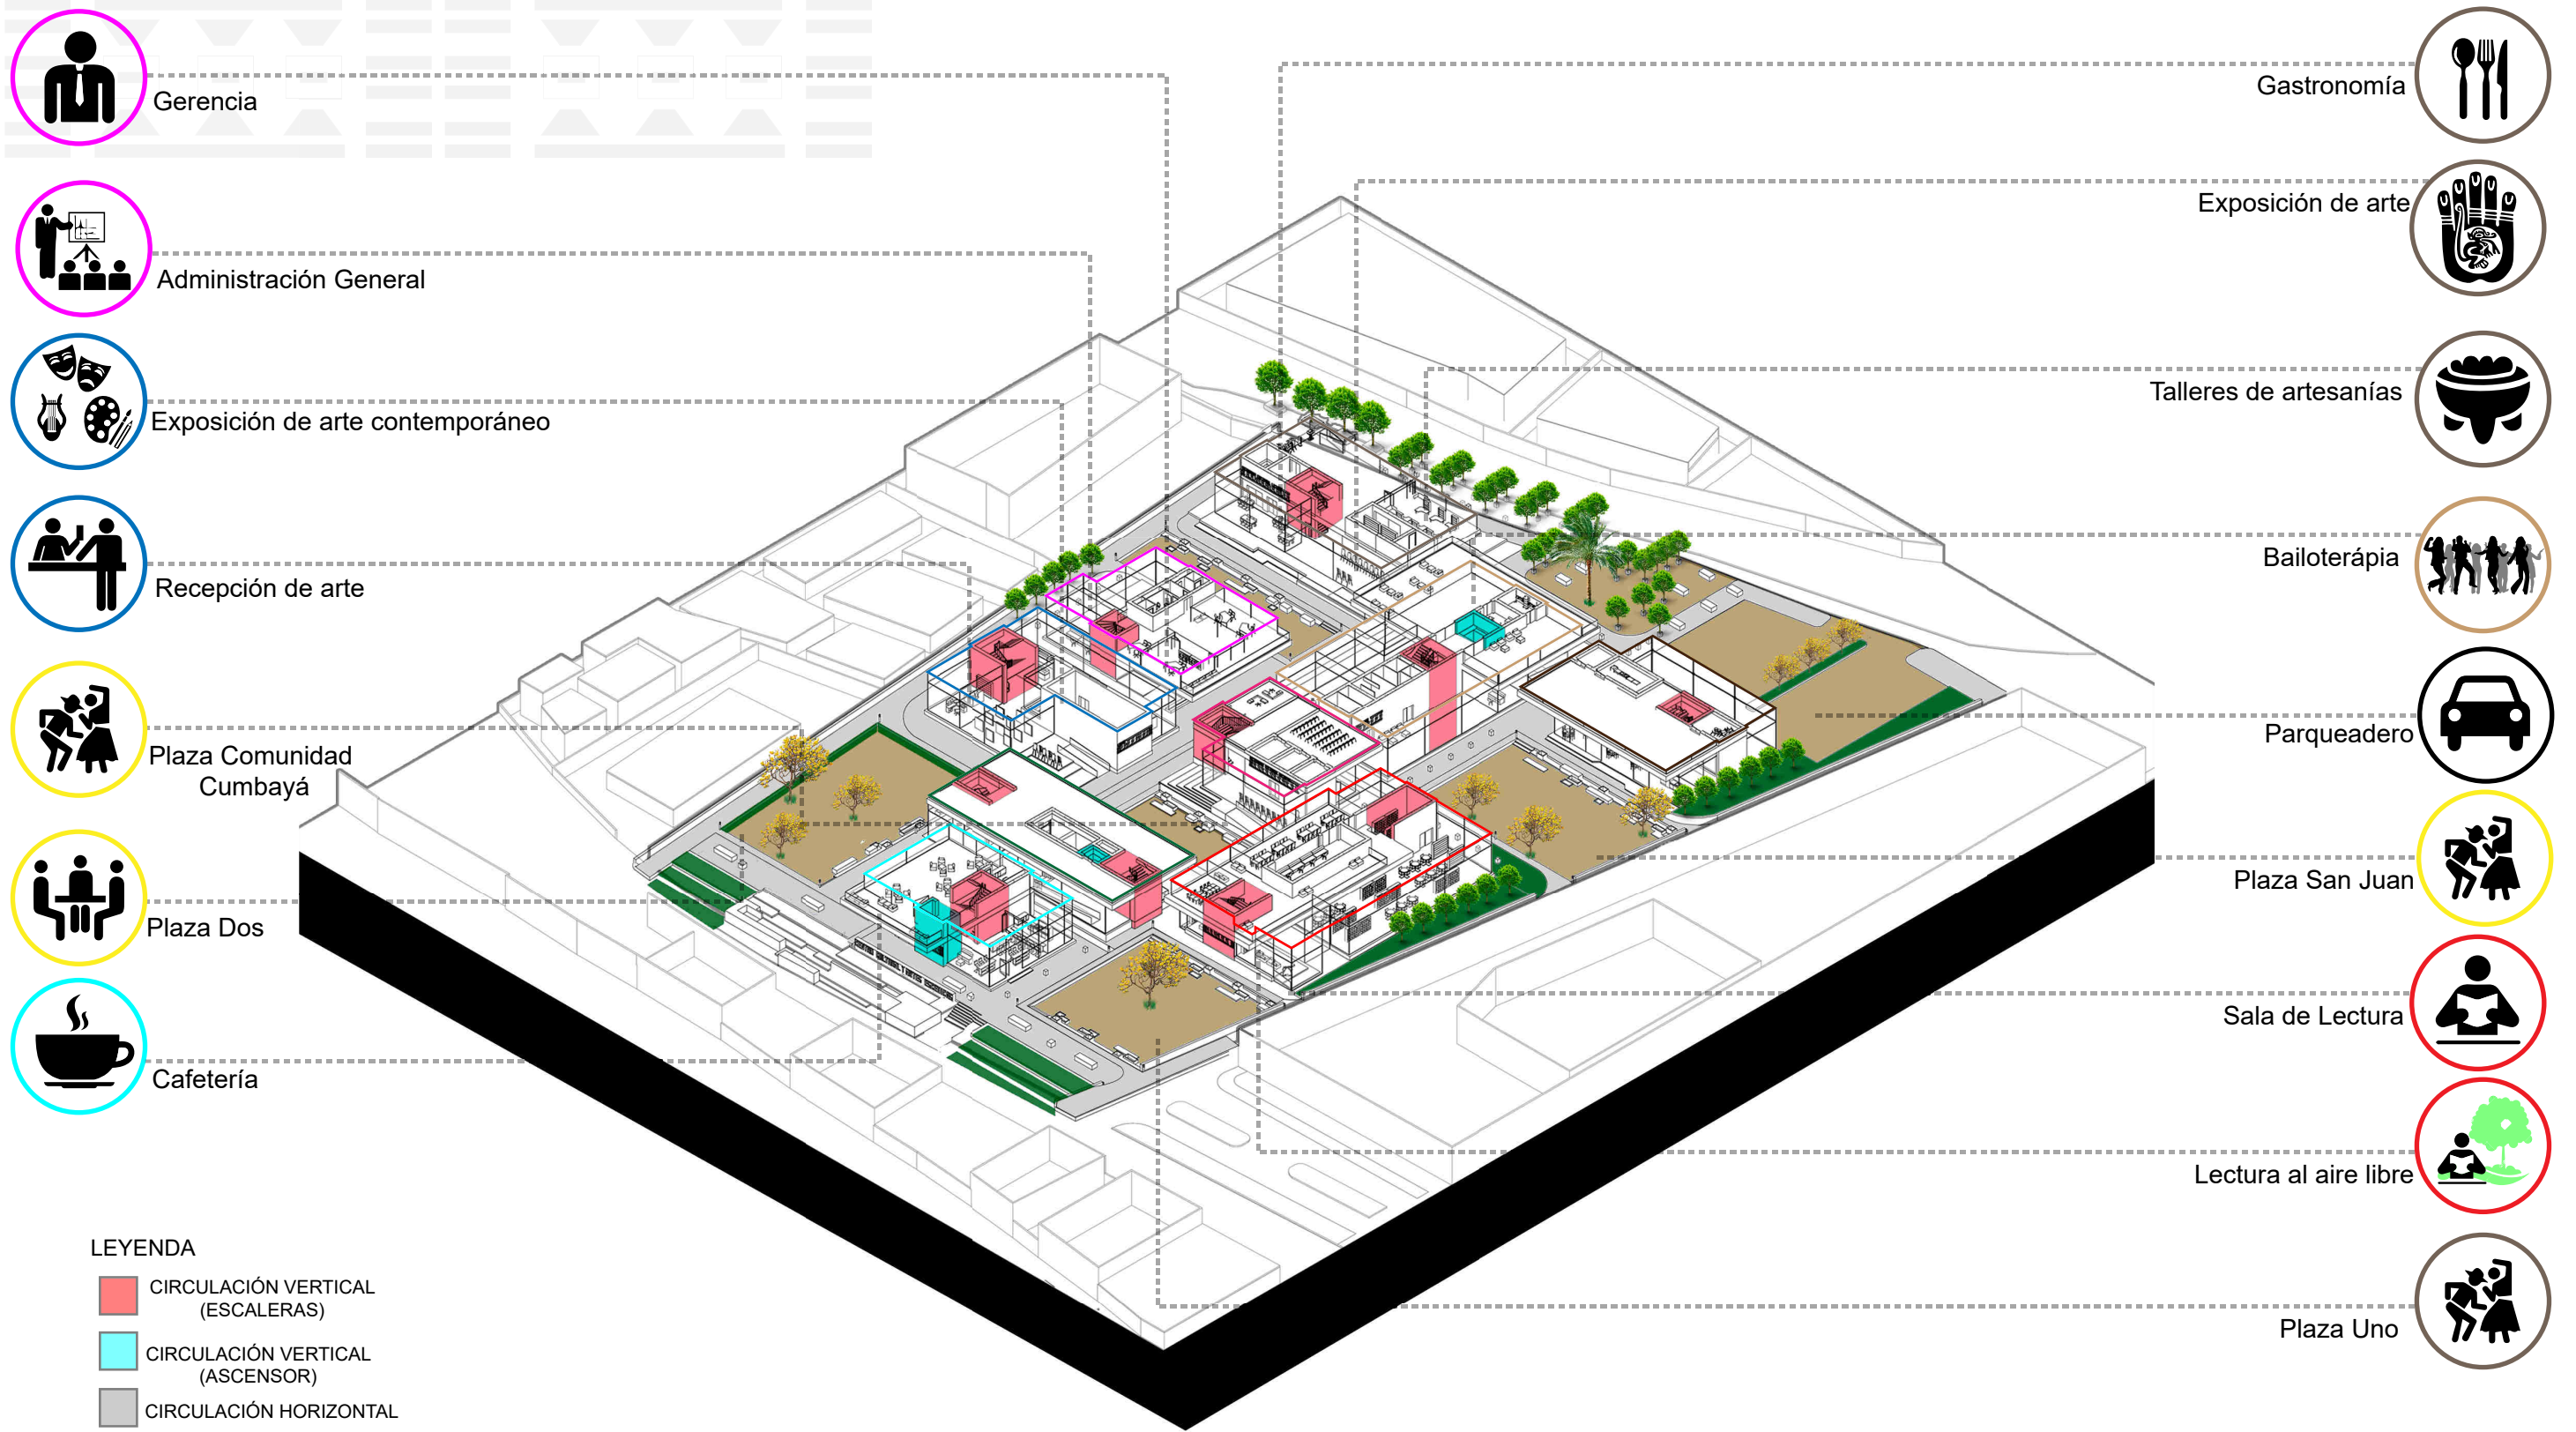 Gerencia
Administración General
Exposición de arte contemporáneo
Recepción de arte
Plaza Comunidad
Cumbayá
Plaza Dos
Cafetería
Gastronomía
Exposición de arte
Talleres de artesanías
Bailoterápia
Parqueadero
Plaza San Juan
Sala de Lectura
Lectura al aire libre
Plaza Uno
LEYENDA
CIRCULACIÓN VERTICAL
(ESCALERAS)
CIRCULACIÓN VERTICAL
(ASCENSOR)
CIRCULACIÓN HORIZONTAL